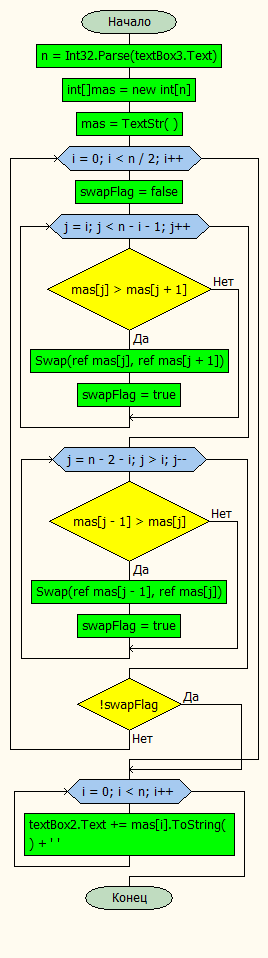 Начало
n = Int32.Parse(textBox3.Text)
int[]mas = new int[n]
mas = TextStr( )
i = 0; i < n / 2; i++
swapFlag = false
j = i; j < n - i - 1; j++
mas[j] > mas[j + 1]
Нет
Да
Swap(ref mas[j], ref mas[j + 1])
swapFlag = true
j = n - 2 - i; j > i; j--
mas[j - 1] > mas[j]
Нет
Да
Swap(ref mas[j - 1], ref mas[j])
swapFlag = true
!swapFlag
Да
Нет
i = 0; i < n; i++
textBox2.Text += mas[i].ToString(
) + ' '
Конец